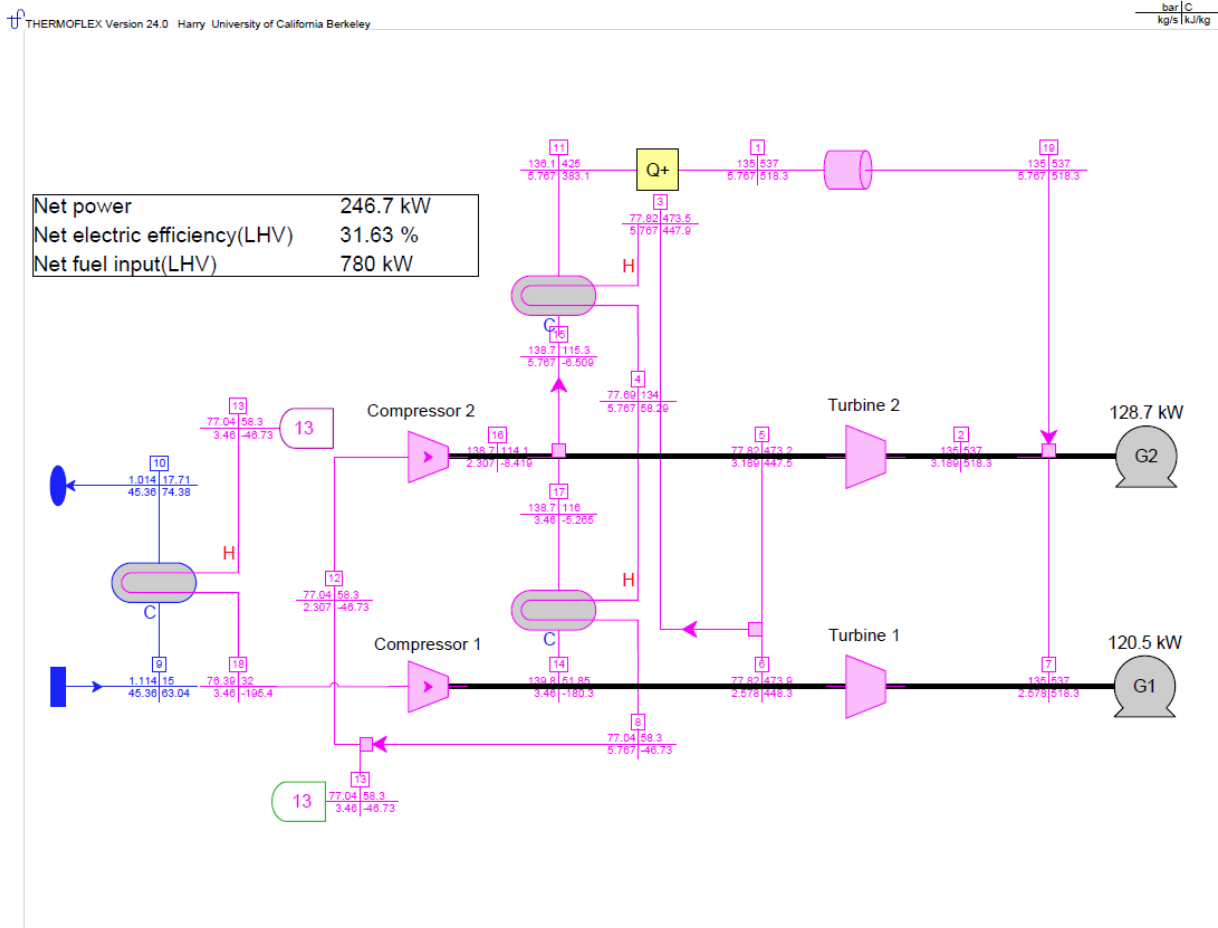 THERMOFLEX Version 24.0 Harry University of California Berkeley
bar C
kg/s kJ/kg
11
136.1 425
5.767 383.1
Q+
1
135 537
5.767 518.3
19
135 537
5.767 518.3
Net power 246.7 kW
Net electric efficiency(LHV) 31.63 %
Net fuel input(LHV) 780 kW
3
77.82 473.5
5.767 447.9
H
C
15
138.7 115.3
5.767 -6.509
4
77.69 134
5.767 58.29
13
77.04 58.3
3.46 -46.73
13
Compressor 2
16
138.7 114.1
2.307 -8.419
5
77.82 473.2
3.189 447.5
Turbine 2
2
135 537
3.189 518.3
128.7 kW
G2
10
1.014 17.71
45.36 74.38
17
138.7 116
3.46 -5.265
H
C
12
77.04 58.3
2.307 -46.73
H
C
9
1.114 15
45.36 63.04
18
76.39 32
3.46 -195.4
Compressor 1
14
139.8 51.85
3.46 -180.3
6
77.82 473.9
2.578 448.3
Turbine 1
7
135 537
2.578 518.3
120.5 kW
G1
8
77.04 58.3
5.767 -46.73
13
13
77.04 58.3
3.46 -46.73